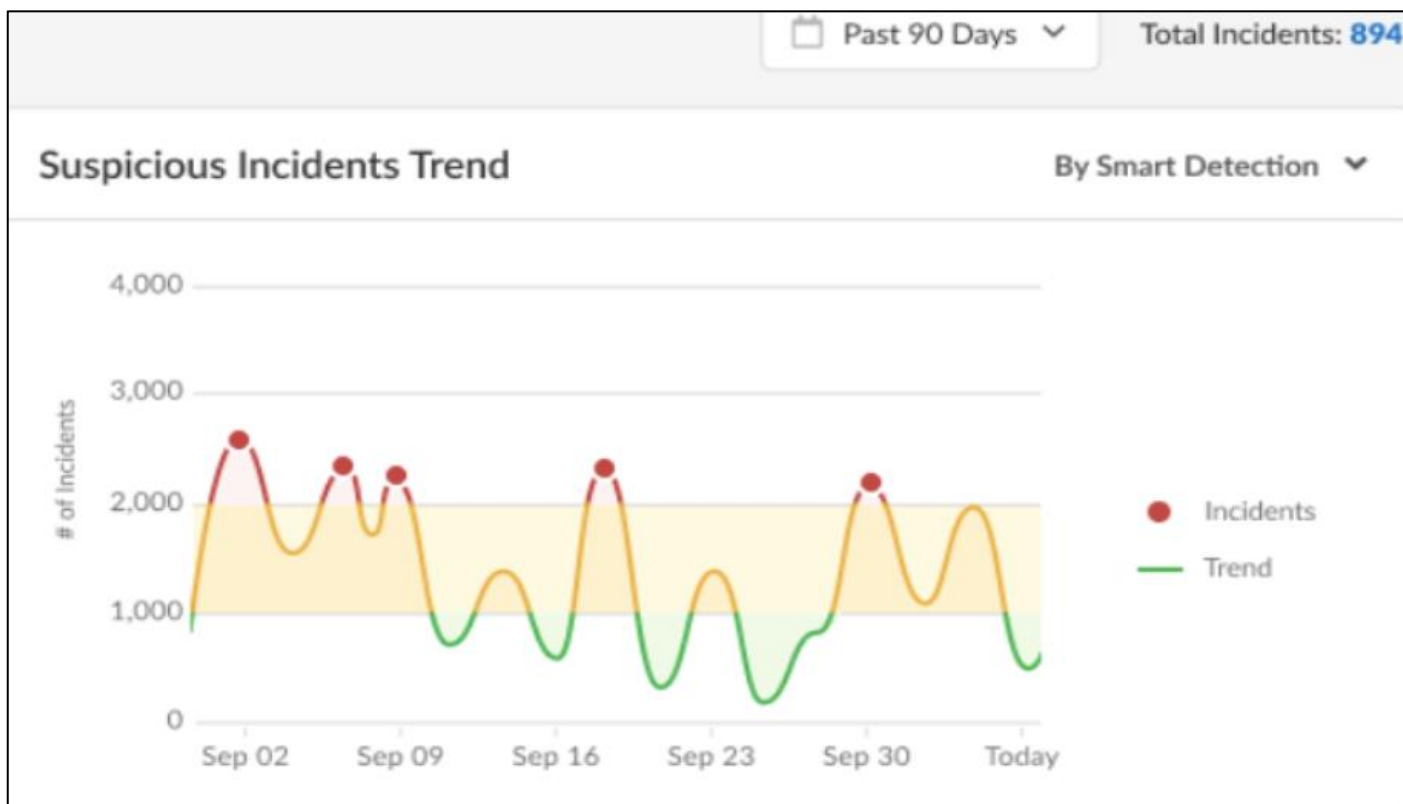 Past 90 Days
Total Incidents: 894
Suspicious Incidents Trend
By Smart Detection
4,000
3,000
2,000
1,000
0
# of Incidents
Sep 02
Sep 09
Sep 16
Sep 23
Sep 30
Today
Incidents
Trend